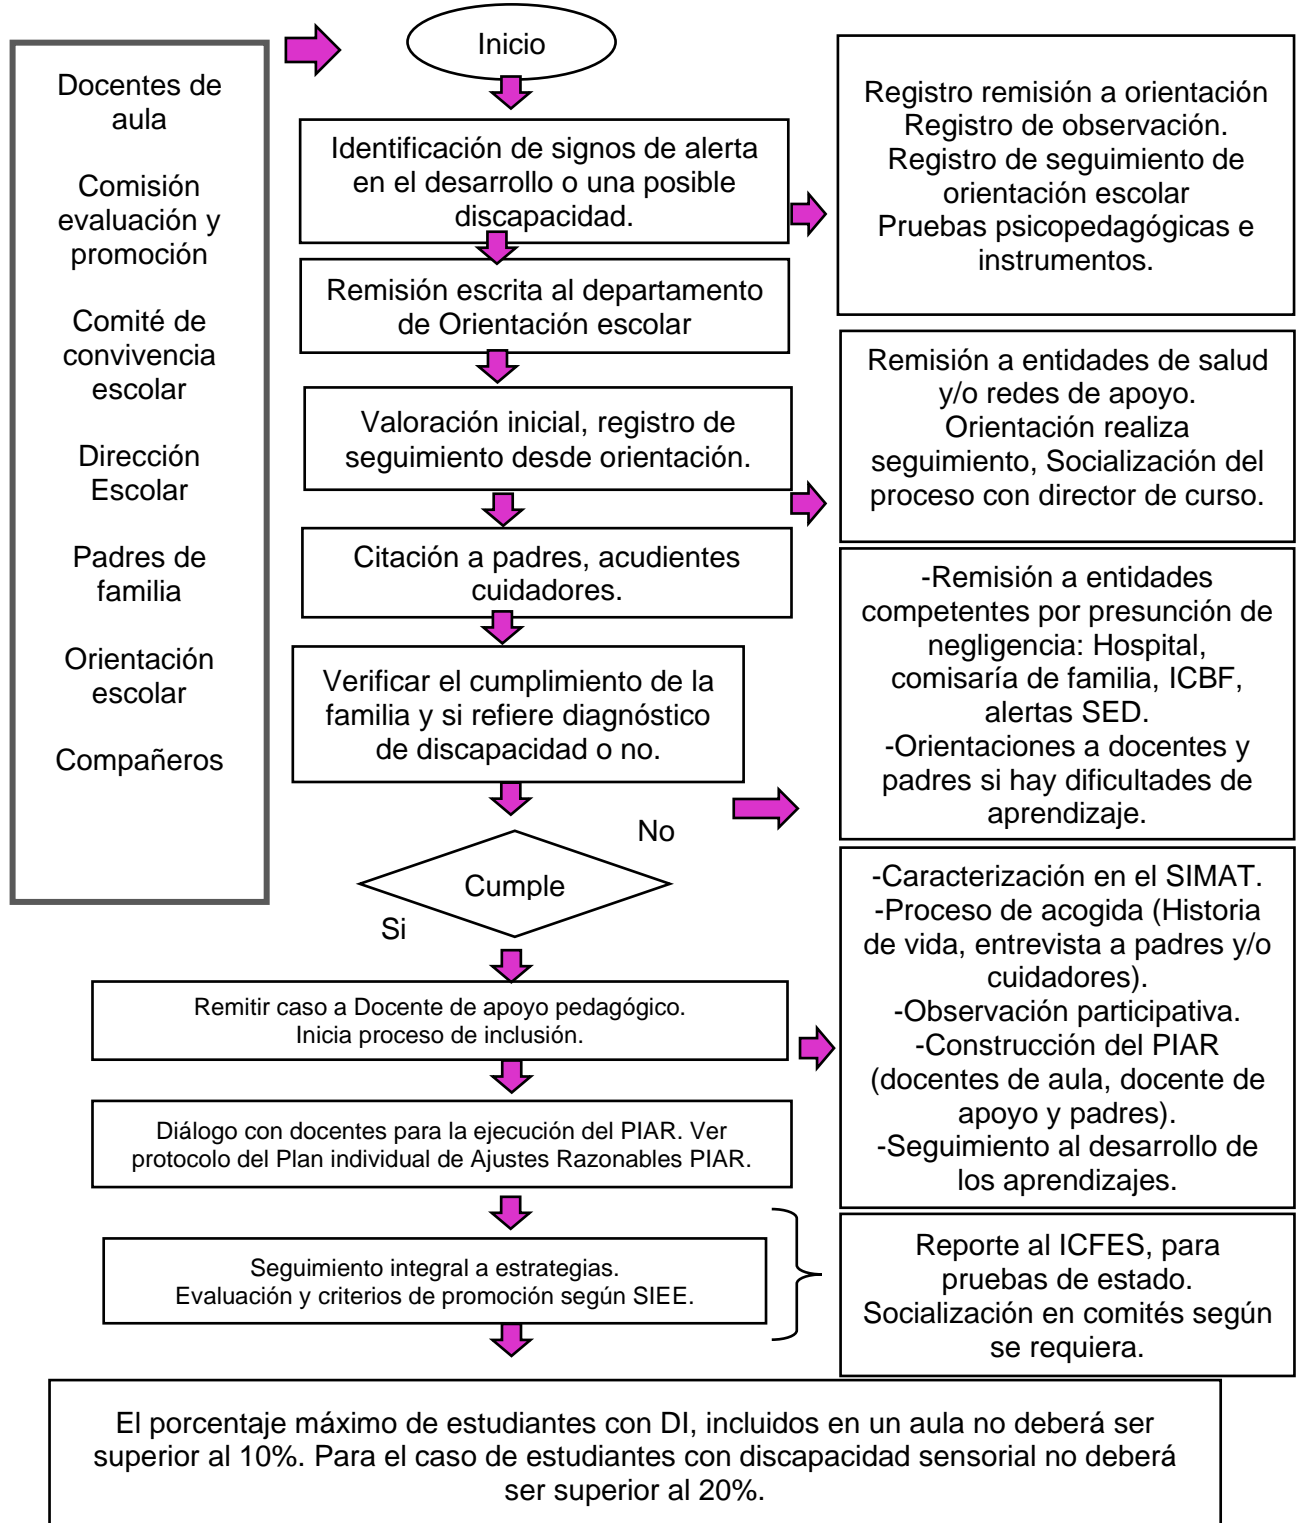 Docentes de
aula
Comisión
evaluación y
promoción
Comité de
convivencia
escolar
Dirección
Escolar
Padres de
familia
Orientación
escolar
Compañeros
Inicio
Identificación de signos de alerta
en el desarrollo o una posible
discapacidad.
Registro remisión a orientación
Registro de observación.
Registro de seguimiento de
orientación escolar
Pruebas psicopedagógicas e
instrumentos.
Remisión escrita al departamento
de Orientación escolar
Valoración inicial, registro de
seguimiento desde orientación.
Remisión a entidades de salud
y/o redes de apoyo.
Orientación realiza
seguimiento, Socialización del
proceso con director de curso.
Citación a padres, acudientes
cuidadores.
Verificar el cumplimiento de la
familia y si refiere diagnóstico
de discapacidad o no.
-Remisión a entidades
competentes por presunción de
negligencia: Hospital,
comisaría de familia, ICBF,
alertas SED.
-Orientaciones a docentes y
padres si hay dificultades de
aprendizaje.
No
Cumple
Si
Remitir caso a Docente de apoyo pedagógico.
Inicia proceso de inclusión.
-Caracterización en el SIMAT.
-Proceso de acogida (Historia
de vida, entrevista a padres y/o
cuidadores).
-Observación participativa.
-Construcción del PIAR
(docentes de aula, docente de
apoyo y padres).
-Seguimiento al desarrollo de
los aprendizajes.
Diálogo con docentes para la ejecución del PIAR. Ver
protocolo del Plan individual de Ajustes Razonables PIAR.
Seguimiento integral a estrategias.
Evaluación y criterios de promoción según SIEE.
Reporte al ICFES, para
pruebas de estado.
Socialización en comités según
se requiera.
El porcentaje máximo de estudiantes con DI, incluidos en un aula no deberá ser
superior al 10%. Para el caso de estudiantes con discapacidad sensorial no deberá
ser superior al 20%.